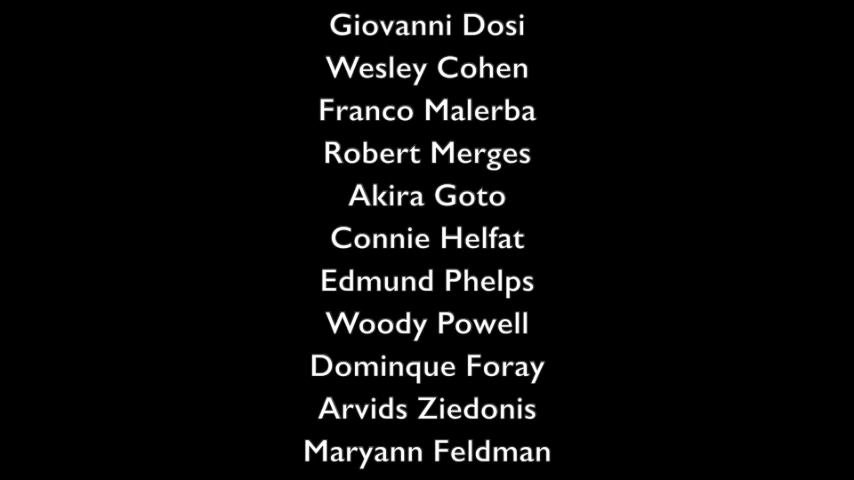 Giovanni Dosi
Wesley Cohen
Franco Malerba
Robert Merges
Akira Goto
Connie Helfat
Edmund Phelps
Woody Powell
Dominque Foray
Arvids Ziedonis
Maryann Feldman